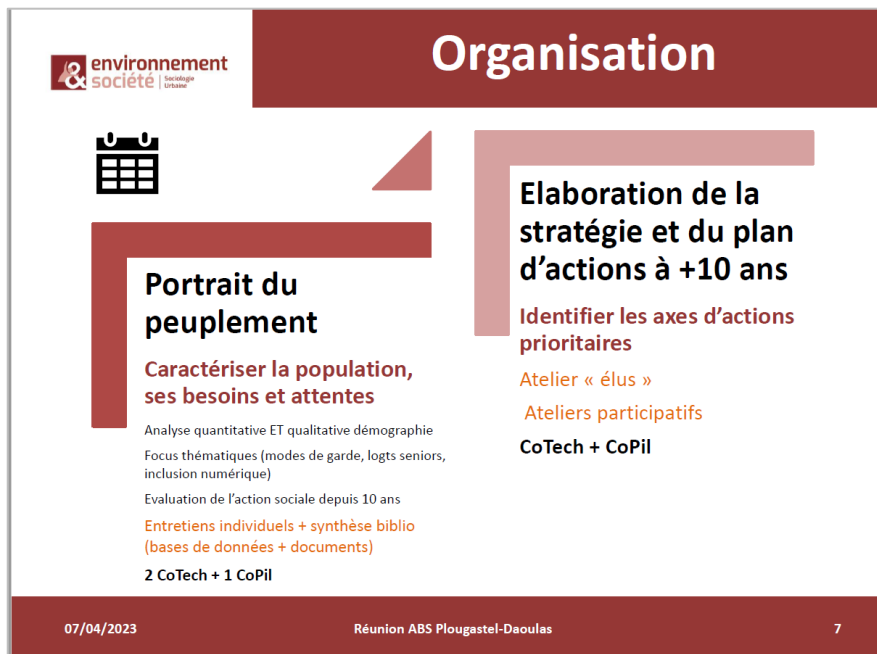 environnement
& société | Sociologie
Urbaine
Organisation
Portrait du
peuplement
Caractériser la population,
ses besoins et attentes
Analyse quantitative ET qualitative démographie
Focus thématiques (modes de garde, logts seniors,
inclusion numérique)
Evaluation de l'action sociale depuis 10 ans
Entretiens individuels + synthèse biblio
(bases de données + documents)
2 CoTech + 1 CoPil
Elaboration de la
stratégie et du plan
d'actions à +10 ans
Identifier les axes d'actions
prioritaires
Atelier « élus »
Ateliers participatifs
CoTech + CoPil
07/04/2023
Réunion ABS Plougastel-Daoulas
7